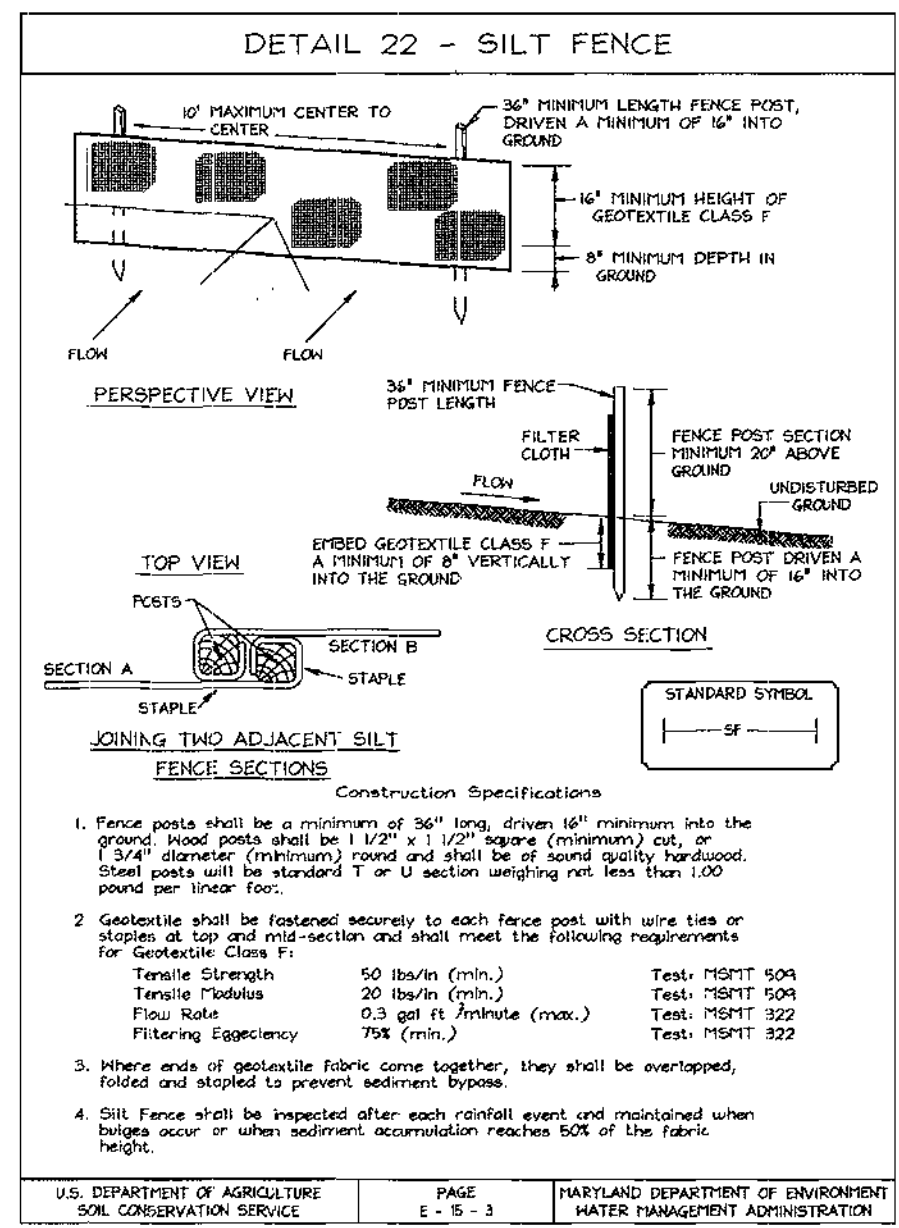 DETAIL 22 - SILT FENCE
10' MAXIMUM CENTER TO
CENTER
36" MINIMUM LENGTH FENCE POST,
DRIVEN A MINIMUM OF 16" INTO
GROUND
16" MINIMUM HEIGHT OF
GEOTEXTILE CLASS F
8" MINIMUM DEPTH IN
GROUND
FLOW
FLOW
PERSPECTIVE VIEW
36" MINIMUM FENCE
POST LENGTH
FILTER
CLOTH
FENCE POST SECTION
MINIMUM 20" ABOVE
GROUND
FLOW
UNDISTURBED
GROUND
EMBED GEOTEXTILE CLASS F
A MINIMUM OF 8" VERTICALLY
INTO THE GROUND
FENCE POST DRIVEN A
MINIMUM OF 16" INTO
THE GROUND
CROSS SECTION
TOP VIEW
POSTS
SECTION B
SECTION A
STAPLE
STAPLE
JOINING TWO ADJACENT SILT
FENCE SECTIONS
STANDARD SYMBOL
SF
Construction Specifications
1. Fence posts shall be a minimum of 36" long, driven 16" minimum into the
ground. Wood posts shall be 1 1/2" x 1 1/2" square (minimum) cut, or
1 3/4" diameter (minimum) round and shall be of sound quality hardwood.
Steel posts will be standard T or U section weighing not less than 1.00
pound per linear foot.
2 Geotextile shall be fastened securely to each fence post with wire ties or
staples at top and mid-section and shall meet the following requirements
for Geotextile Class F:
Tensile Strength 50 lbs/in (min.) Test: MSMT 509
Tensile Modulus 20 lbs/in (min.) Test: MSMT 509
Flow Rate 0.3 gal ft²/minute (max.) Test: MSMT 322
Filtering Eggeciency 75% (min.) Test: MSMT 322
3. Where ends of geotextile fabric come together, they shall be overlapped,
folded and stapled to prevent sediment bypass.
4. Silt Fence shall be inspected after each rainfall event and maintained when
bulges occur or when sediment accumulation reaches 50% of the fabric
height.
U.S. DEPARTMENT OF AGRICULTURE
SOIL CONSERVATION SERVICE
PAGE
E - 15 - 3
MARYLAND DEPARTMENT OF ENVIRONMENT
WATER MANAGEMENT ADMINISTRATION